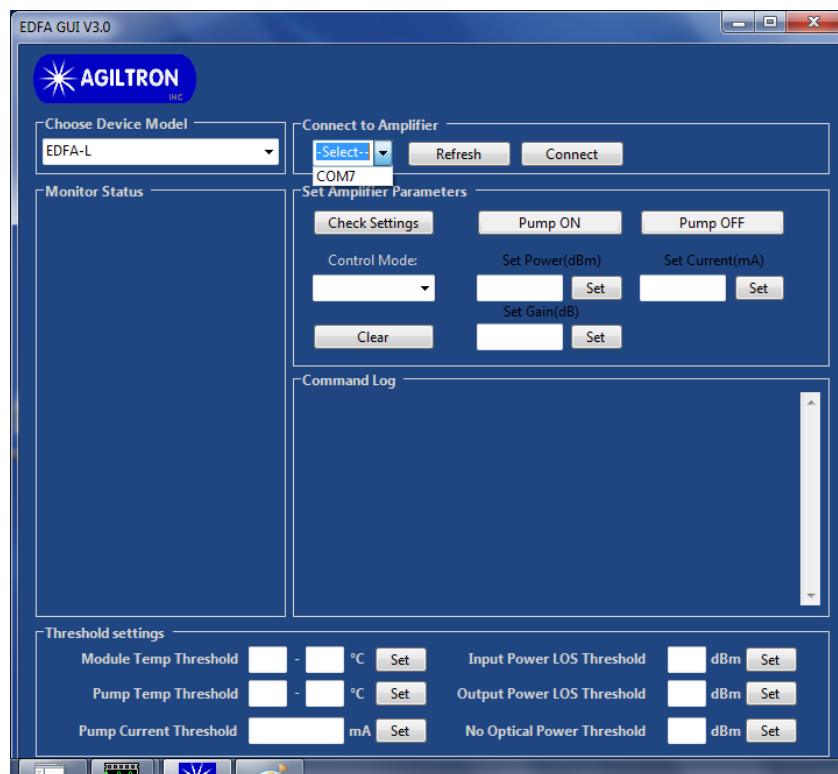 EDFA GUI V3.0
AGILTRON
INC
Choose Device Model
EDFA-L
Connect to Amplifier
-Select--
Refresh
Connect
COM7
Monitor Status
Set Amplifier Parameters
Check Settings
Pump ON
Pump OFF
Control Mode:
Set Power(dBm)
Set Current(mA)
Set
Set
Set Gain(dB)
Clear
Set
Command Log
Threshold settings
Module Temp Threshold - °C Set
Input Power LOS Threshold dBm Set
Pump Temp Threshold - °C Set
Output Power LOS Threshold dBm Set
Pump Current Threshold mA Set
No Optical Power Threshold dBm Set